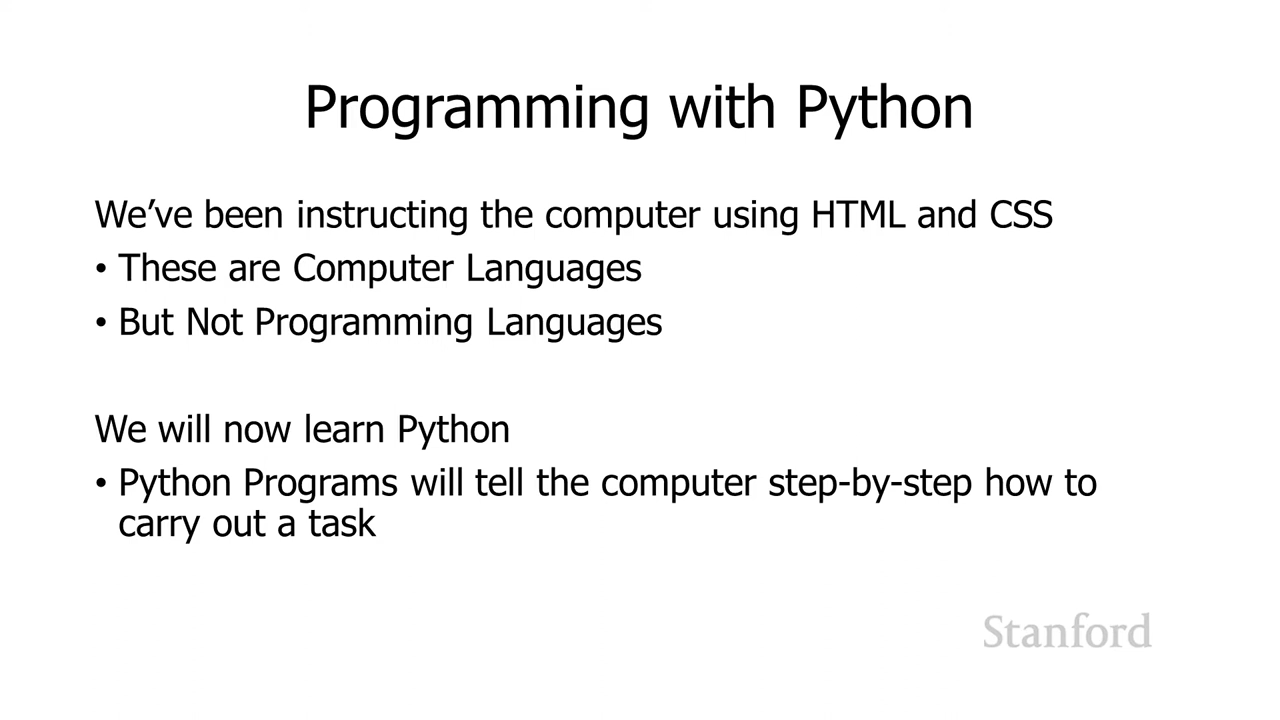 Programming with Python
We’ve been instructing the computer using HTML and CSS
• These are Computer Languages
• But Not Programming Languages
We will now learn Python
• Python Programs will tell the computer step-by-step how to
carry out a task
Stanford